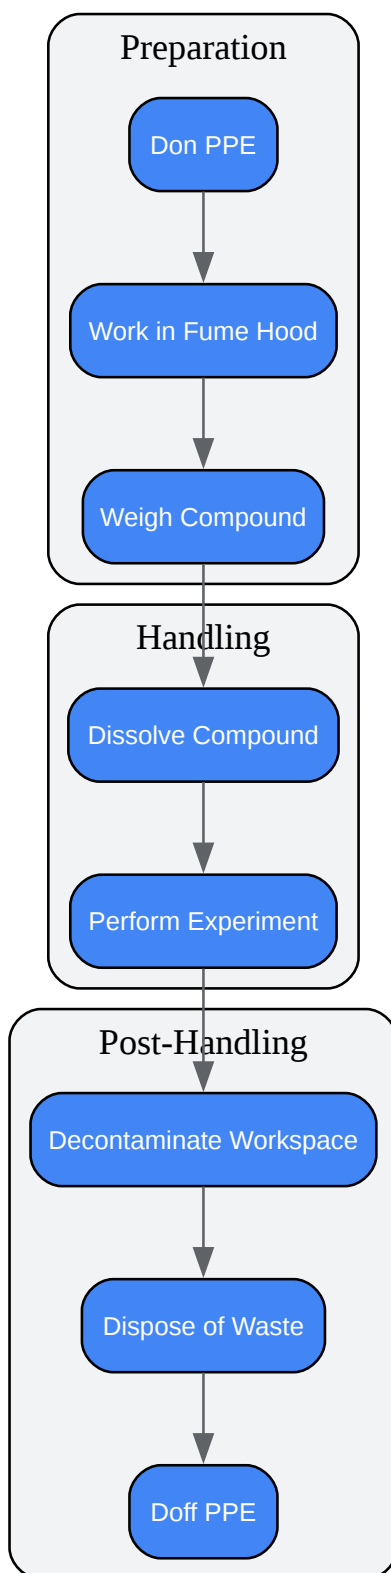 Preparation
Don PPE
Work in Fume Hood
Weigh Compound
Handling
Dissolve Compound
Perform Experiment
Post-Handling
Decontaminate Workspace
Dispose of Waste
Doff PPE